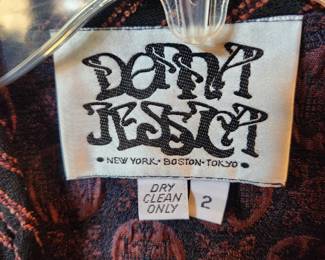 DONNA
JESSICA
• NEW YORK • BOSTON • TOKYO •
DRY
CLEAN
ONLY
2